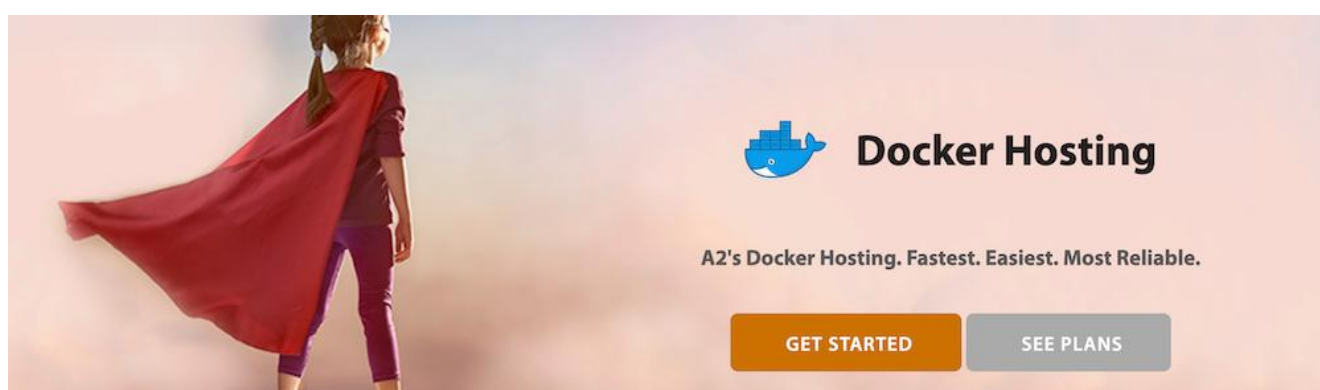 Docker Hosting
A2's Docker Hosting. Fastest. Easiest. Most Reliable.
GET STARTED
SEE PLANS